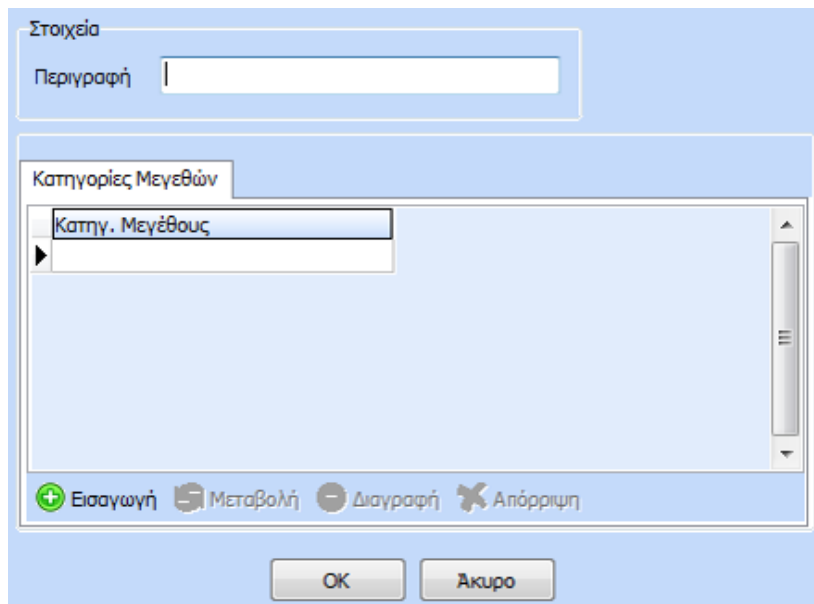 Στοιχεία
Περιγραφή
Κατηγορίες Μεγεθών
Κατηγ. Μεγέθους
Εισαγωγή Μεταβολή Διαγραφή Απόρριψη
OK Άκυρο